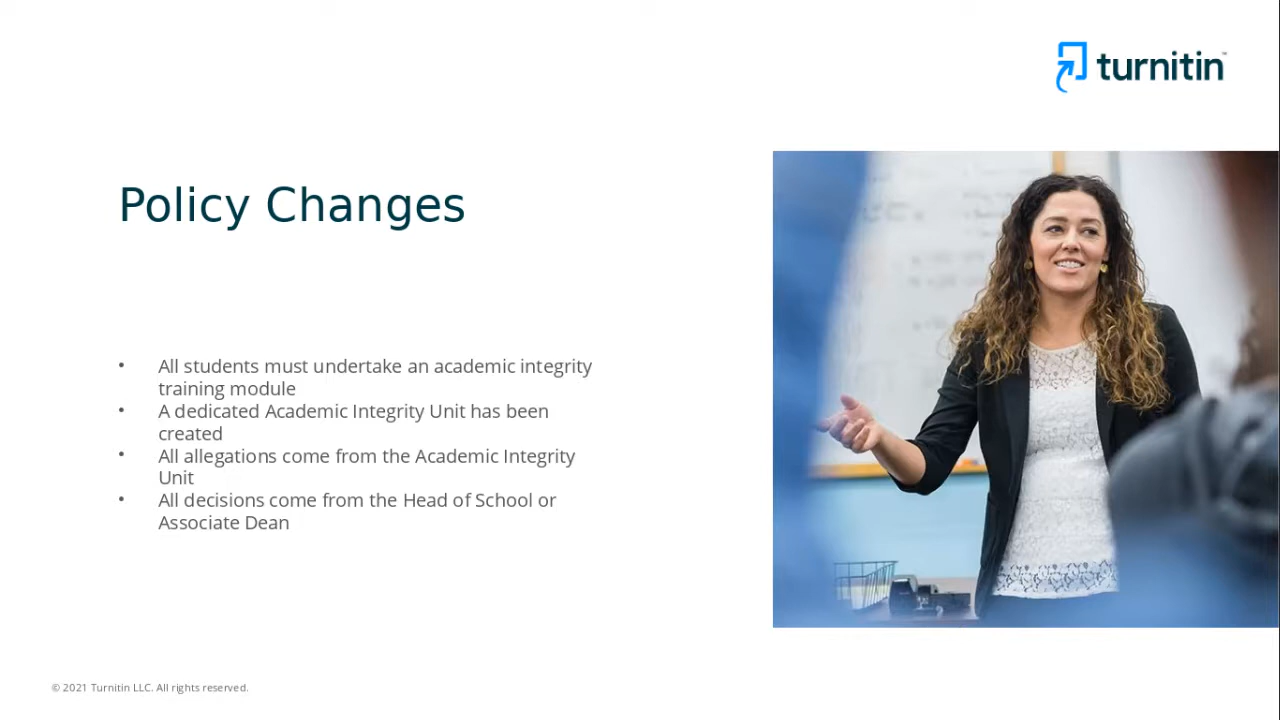 turnitin™
Policy Changes
• All students must undertake an academic integrity
training module
• A dedicated Academic Integrity Unit has been
created
• All allegations come from the Academic Integrity
Unit
• All decisions come from the Head of School or
Associate Dean
© 2021 Turnitin LLC. All rights reserved.